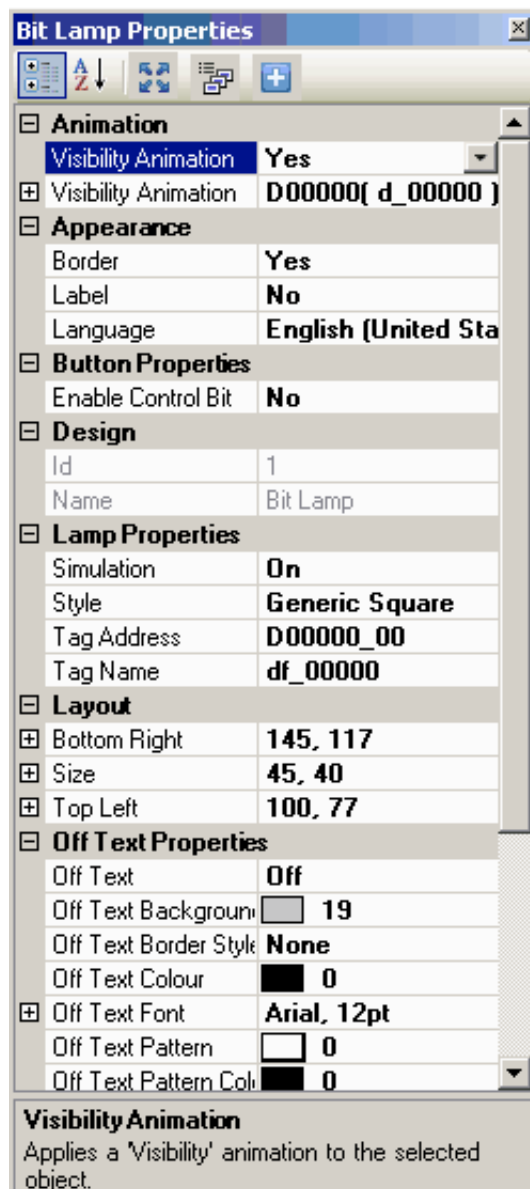 Bit Lamp Properties
Animation
Visibility Animation Yes
Visibility Animation D00000( d_00000 )
Appearance
Border Yes
Label No
Language English (United Sta
Button Properties
Enable Control Bit No
Design
Id 1
Name Bit Lamp
Lamp Properties
Simulation On
Style Generic Square
Tag Address D00000_00
Tag Name df_00000
Layout
Bottom Right 145, 117
Size 45, 40
Top Left 100, 77
Off Text Properties
Off Text Off
Off Text Background 19
Off Text Border Style None
Off Text Colour 0
Off Text Font Arial, 12pt
Off Text Pattern 0
Off Text Pattern Col 0
Visibility Animation
Applies a 'Visibility' animation to the selected
object.